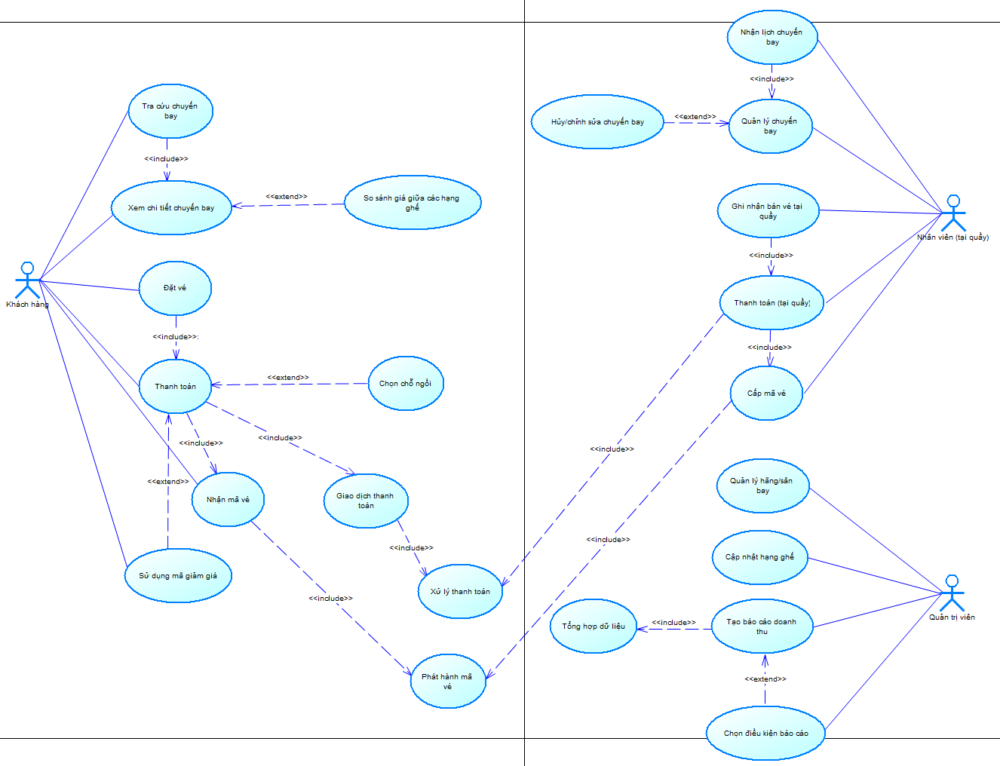 Nhận lịch chuyến
bay
<<include>>
Hủy/chỉnh sửa chuyến bay
<<extend>>
Quản lý chuyến
bay
Tra cứu chuyến
bay
<<include>>
Xem chi tiết chuyến bay
<<extend>>
So sánh giá giữa các hạng
ghế
Ghi nhận bán vé tại
quầy
Nhân viên (tại quầy)
<<include>>
Khách hàng
Đặt vé
<<include>>:
Thanh toán (tại quầy)
<<include>>
Thanh toán
<<extend>>
Chọn chỗ ngồi
Cấp mã vé
<<include>>
<<include>>
<<include>>
<<extend>>
Nhận mã vé
Giao dịch thanh
toán
Quản lý hãng/sân
bay
<<include>>
<<include>>
Sử dụng mã giảm giá
Xử lý thanh toán
Cập nhật hạng ghế
<<include>>
Quản trị viên
Tổng hợp dữ liệu
<<include>>
Tạo báo cáo doanh
thu
<<extend>>
Phát hành mã
vé
Chọn điều kiện báo cáo